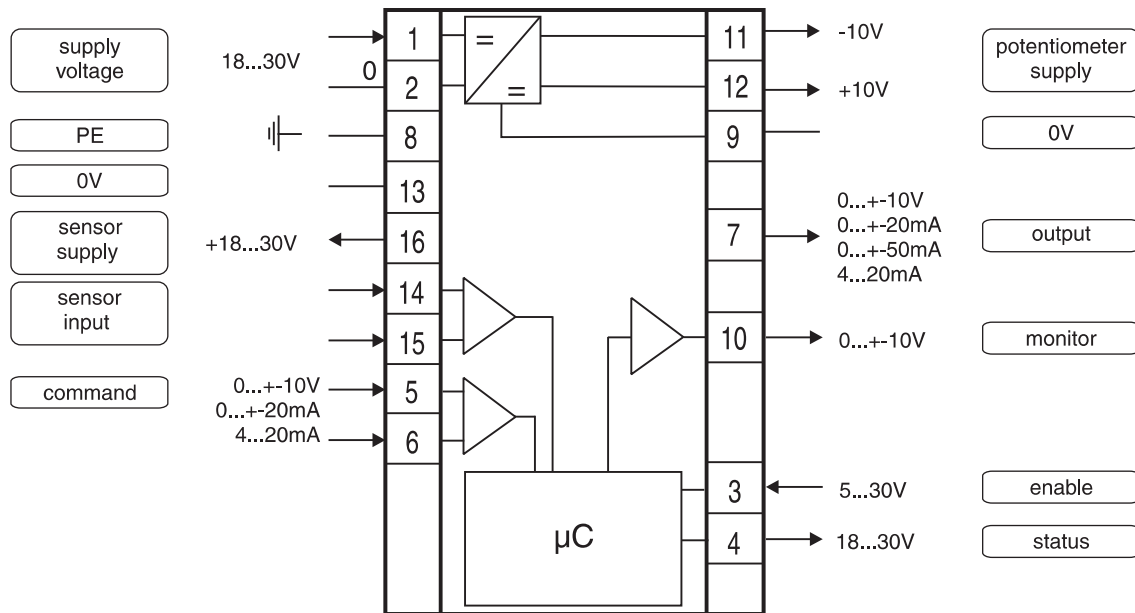 supply
voltage
18...30V
0
1
2
=
=
11
-10V
12
+10V
potentiometer
supply
PE
8
9
0V
0V
13
sensor
supply
+18...30V
16
7
0...+-10V
0...+-20mA
0...+-50mA
4...20mA
output
sensor
input
14
15
10
0...+-10V
monitor
command
0...+-10V
0...+-20mA
4...20mA
5
6
µC
3
5...30V
enable
4
18...30V
status